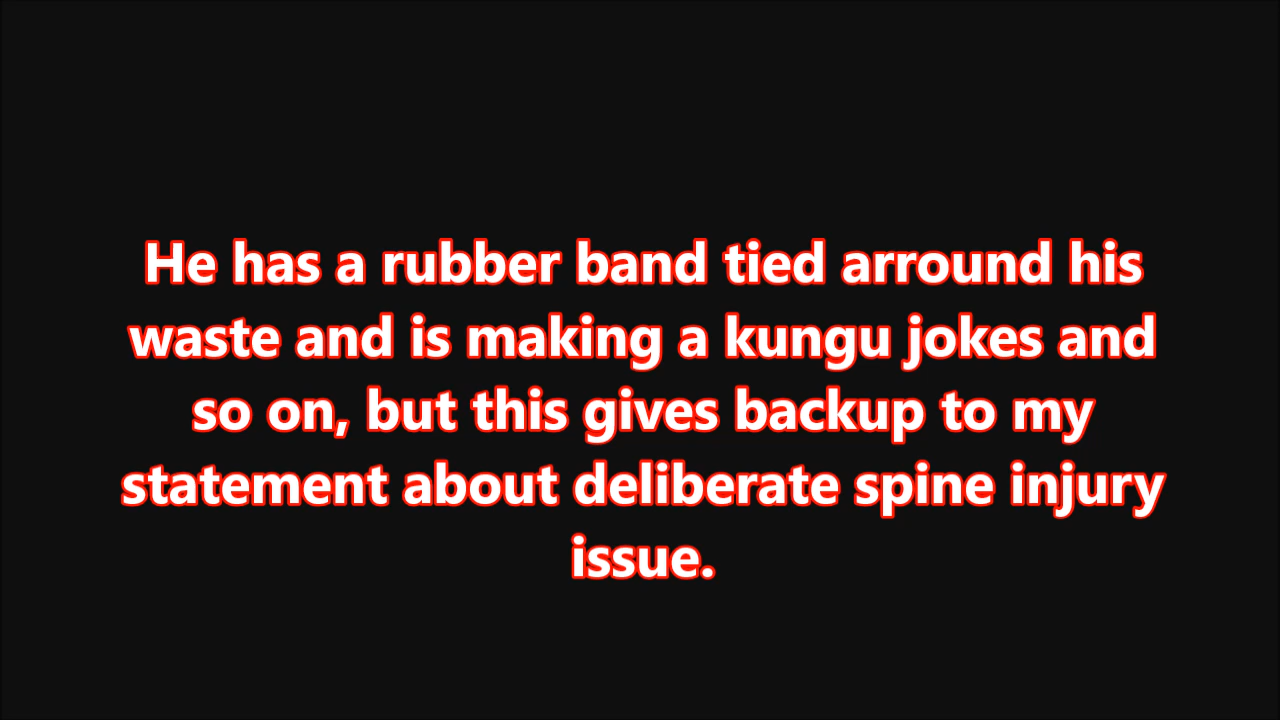 He has a rubber band tied arround his
waste and is making a kungu jokes and
so on, but this gives backup to my
statement about deliberate spine injury
issue.